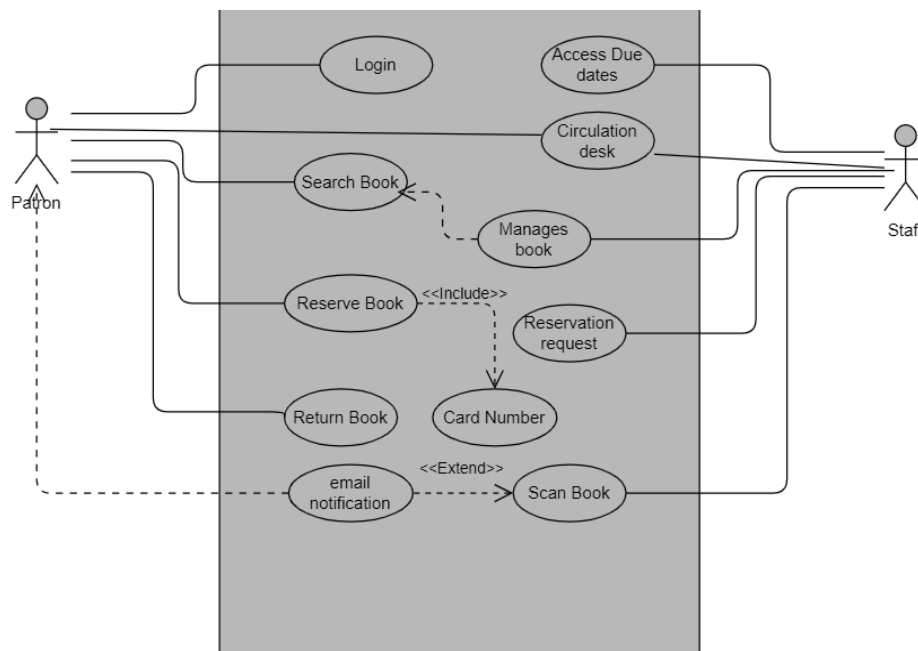 Login
Access Due
dates
Circulation
desk
Search Book
Patron
Manages
book
Staf
Reserve Book
<<Include>>
Reservation
request
Return Book
Card Number
email
notification
<<Extend>>
Scan Book